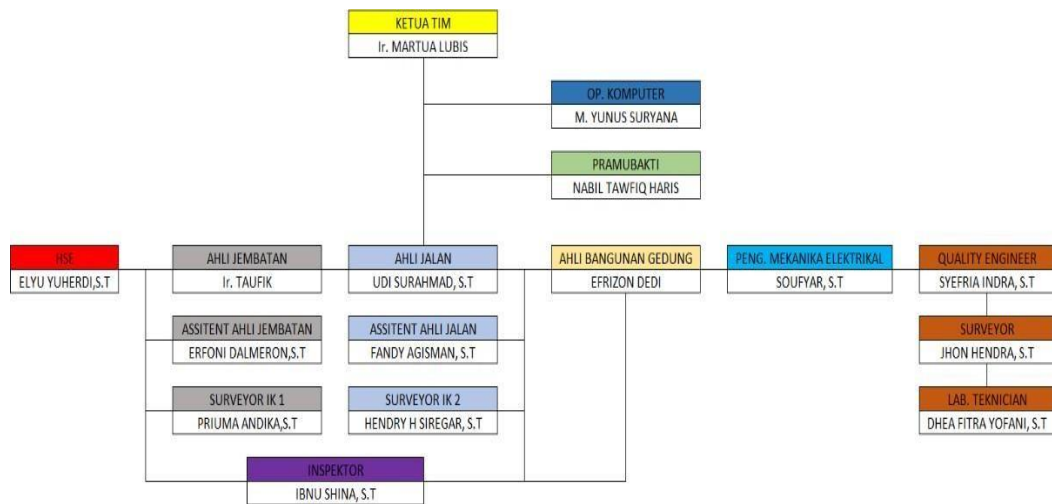 KETUA TIM
Ir. MARTUA LUBIS
OP. KOMPUTER
M. YUNUS SURYANA
PRAMUBAKTI
NABIL TAWFIQ HARIS
HSE
ELYU YUHERDI,S.T
AHLI JEMBATAN
Ir. TAUFIK
AHLI JALAN
UDI SURAHMAD, S.T
AHLI BANGUNAN GEDUNG
EFRIZON DEDI
PENG. MEKANIKA ELEKTRIKAL
SOUFYAR, S.T
QUALITY ENGINEER
SYEFRIA INDRA, S.T
ASSITENT AHLI JEMBATAN
ERFONI DALMERON,S.T
ASSITENT AHLI JALAN
FANDY AGISMAN, S.T
SURVEYOR
JHON HENDRA, S.T
SURVEYOR IK 1
PRIUMA ANDIKA,S.T
SURVEYOR IK 2
HENDRY H SIREGAR, S.T
LAB. TEKNICIAN
DHEA FITRA YOFANI, S.T
INSPEKTOR
IBNU SHINA, S.T